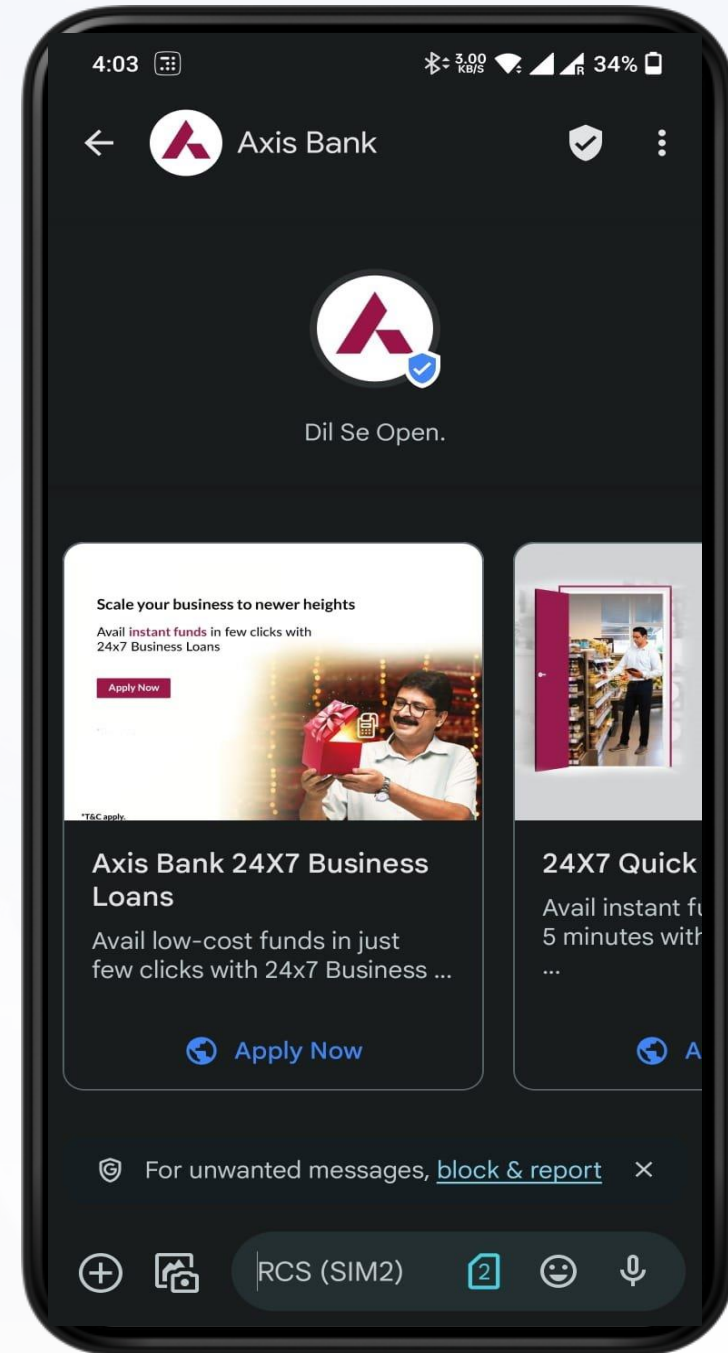 4:03
3.00
KB/S
R
34%
Axis Bank
Dil Se Open.
Scale your business to newer heights
Avail instant funds in few clicks with
24x7 Business Loans
Apply Now
*T&C apply.
Axis Bank 24X7 Business
Loans
Avail low-cost funds in just
few clicks with 24x7 Business ...
Apply Now
24X7 Quick
Avail instant fu
5 minutes with
...
A
For unwanted messages, block & report
RCS (SIM2)
2